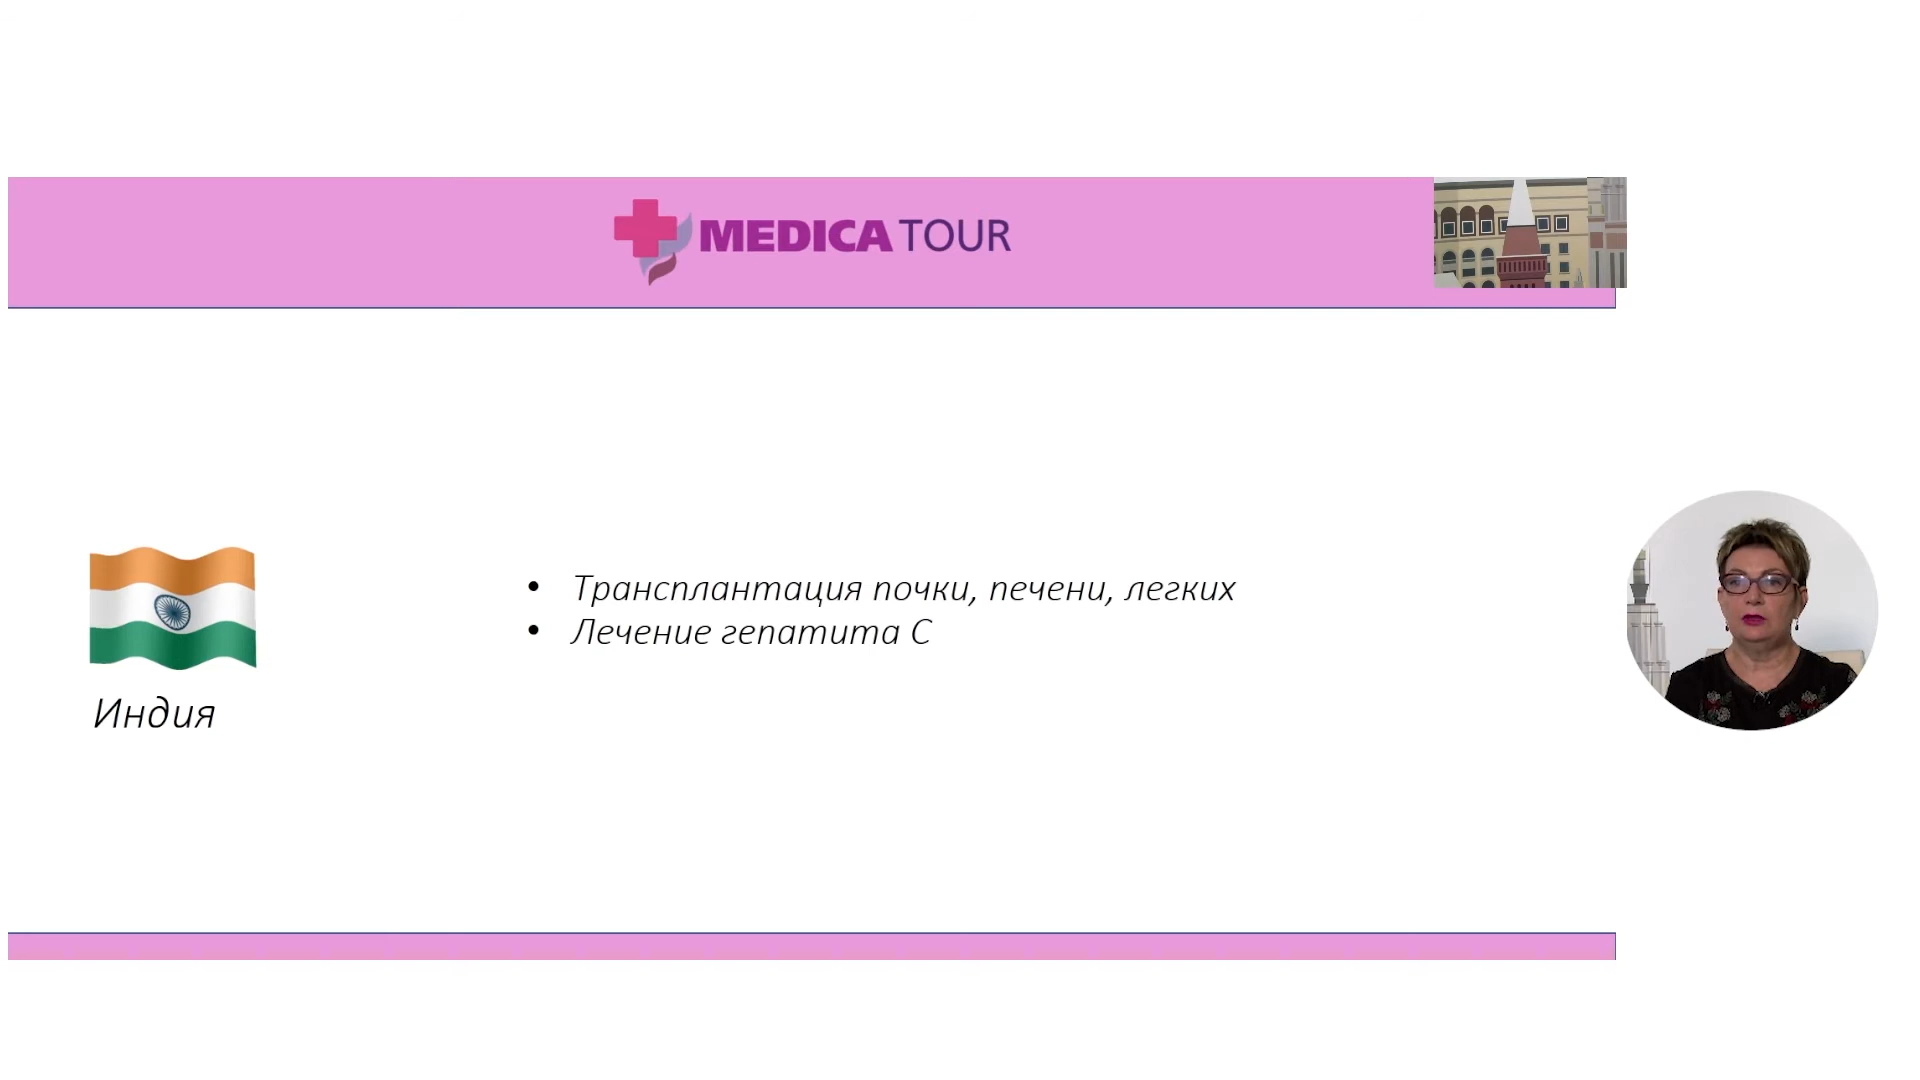 MEDICA TOUR
• Трансплантация почки, печени, легких
• Лечение гепатита С
Индия